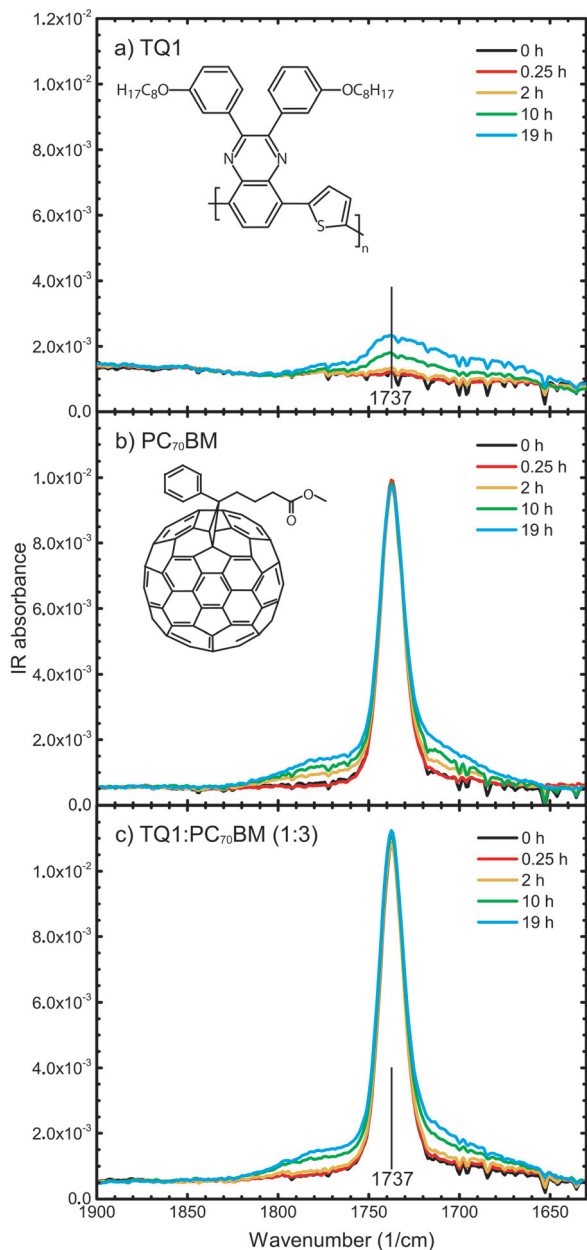 1.2x10⁻²
1.0x10⁻²
8.0x10⁻³
6.0x10⁻³
4.0x10⁻³
2.0x10⁻³
0.0
a) TQ1
H₁₇C₈O
OC₈H₁₇
N
N
S
n
0 h
0.25 h
2 h
10 h
19 h
1737
IR absorbance
1.0x10⁻²
8.0x10⁻³
6.0x10⁻³
4.0x10⁻³
2.0x10⁻³
0.0
b) PC₇₀BM
O
O
0 h
0.25 h
2 h
10 h
19 h
1.0x10⁻²
8.0x10⁻³
6.0x10⁻³
4.0x10⁻³
2.0x10⁻³
0.0
c) TQ1:PC₇₀BM (1:3)
0 h
0.25 h
2 h
10 h
19 h
1737
1900 1850 1800 1750 1700 1650
Wavenumber (1/cm)